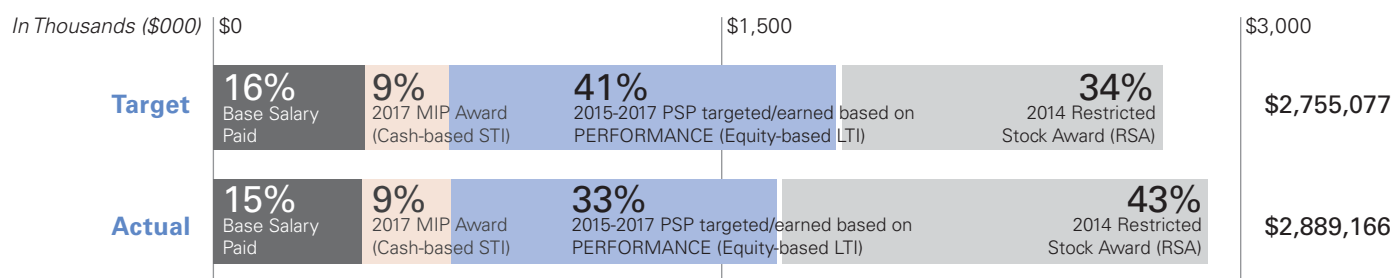 In Thousands ($000) $0 $1,500 $3,000
Target
16%
Base Salary
Paid
9%
2017 MIP Award
(Cash-based STI)
41%
2015-2017 PSP targeted/earned based on
PERFORMANCE (Equity-based LTI)
34%
2014 Restricted
Stock Award (RSA)
$2,755,077
Actual
15%
Base Salary
Paid
9%
2017 MIP Award
(Cash-based STI)
33%
2015-2017 PSP targeted/earned based on
PERFORMANCE (Equity-based LTI)
43%
2014 Restricted
Stock Award (RSA)
$2,889,166